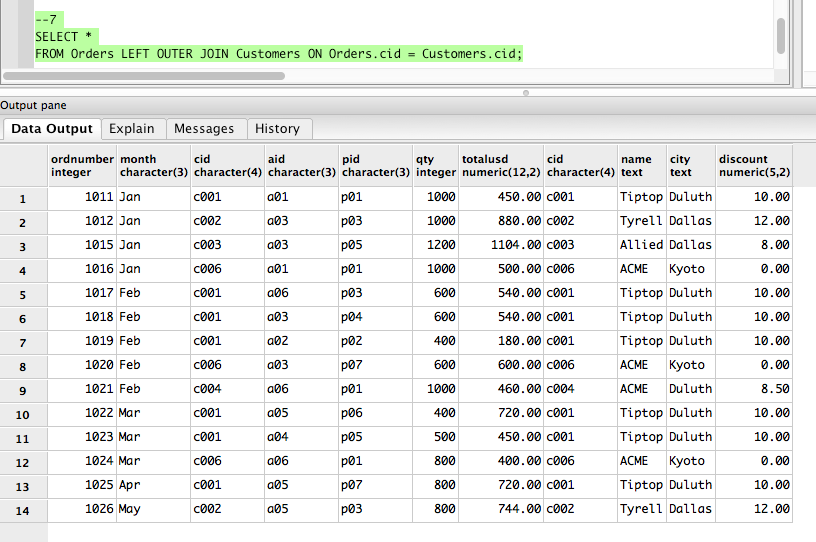 --7
SELECT *
FROM Orders LEFT OUTER JOIN Customers ON Orders.cid = Customers.cid;
Output pane
Data Output Explain Messages History
ordnumber month cid aid pid qty totalusd cid name city discount
integer character(3) character(4) character(3) character(3) integer numeric(12,2) character(4) text text numeric(5,2)
1 1011 Jan c001 a01 p01 1000 450.00 c001 Tiptop Duluth 10.00
2 1012 Jan c002 a03 p03 1000 880.00 c002 Tyrell Dallas 12.00
3 1015 Jan c003 a03 p05 1200 1104.00 c003 Allied Dallas 8.00
4 1016 Jan c006 a01 p01 1000 500.00 c006 ACME Kyoto 0.00
5 1017 Feb c001 a06 p03 600 540.00 c001 Tiptop Duluth 10.00
6 1018 Feb c001 a03 p04 600 540.00 c001 Tiptop Duluth 10.00
7 1019 Feb c001 a02 p02 400 180.00 c001 Tiptop Duluth 10.00
8 1020 Feb c006 a03 p07 600 600.00 c006 ACME Kyoto 0.00
9 1021 Feb c004 a06 p01 1000 460.00 c004 ACME Duluth 8.50
10 1022 Mar c001 a05 p06 400 720.00 c001 Tiptop Duluth 10.00
11 1023 Mar c001 a04 p05 500 450.00 c001 Tiptop Duluth 10.00
12 1024 Mar c006 a06 p01 800 400.00 c006 ACME Kyoto 0.00
13 1025 Apr c001 a05 p07 800 720.00 c001 Tiptop Duluth 10.00
14 1026 May c002 a05 p03 800 744.00 c002 Tyrell Dallas 12.00